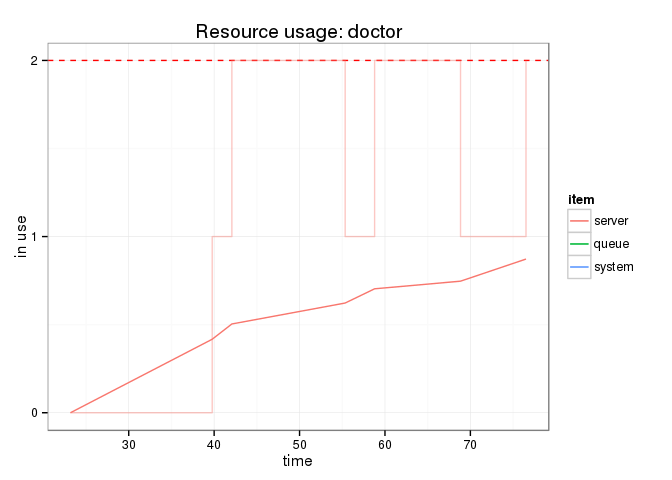 Resource usage: doctor
2
1
0
in use
30 40 50 60 70
time
item
server
queue
system